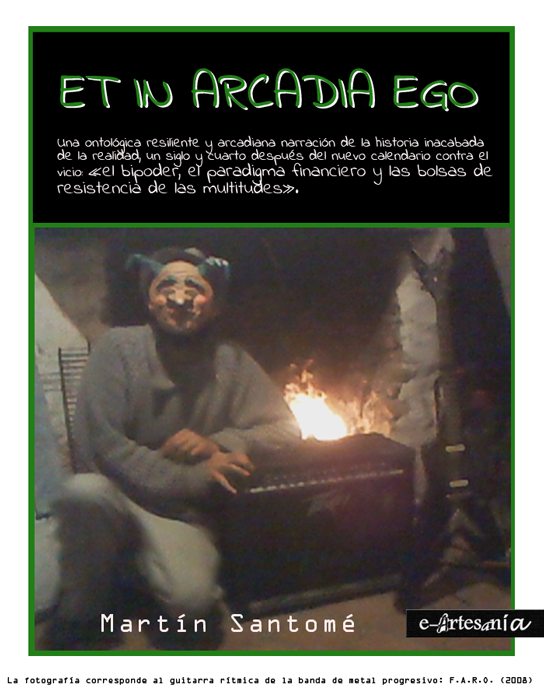 ET IN ARCADIA EGO
Una ontológica resiliente y arcadiana narración de la historia inacabada
de la realidad, un siglo y cuarto después del nuevo calendario contra el
vicio: «el bipoder, el paradigma financiero y las bolsas de
resistencia de las multitudes».
Martín Santomé
e-Artesanía
La fotografía corresponde al guitarra rítmica de la banda de metal progresivo: F.A.R.O. (2008)